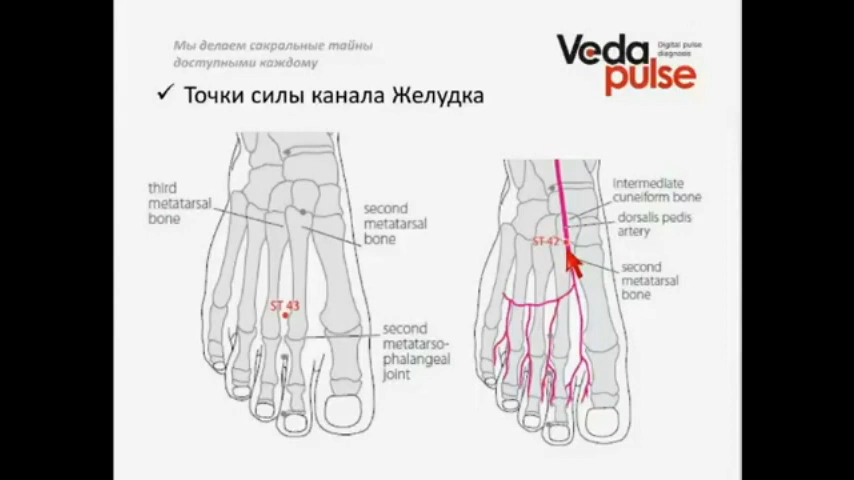 Мы делаем сакральные тайны
доступными каждому
Veda
pulse
Digital pulse
diagnosis
✓ Точки силы канала Желудка
third
metatarsal
bone
second
metatarsal
bone
ST 43
second
metatarso-
phalangeal
joint
intermediate
cuneiform bone
dorsalis pedis
artery
ST-42
second
metatarsal
bone